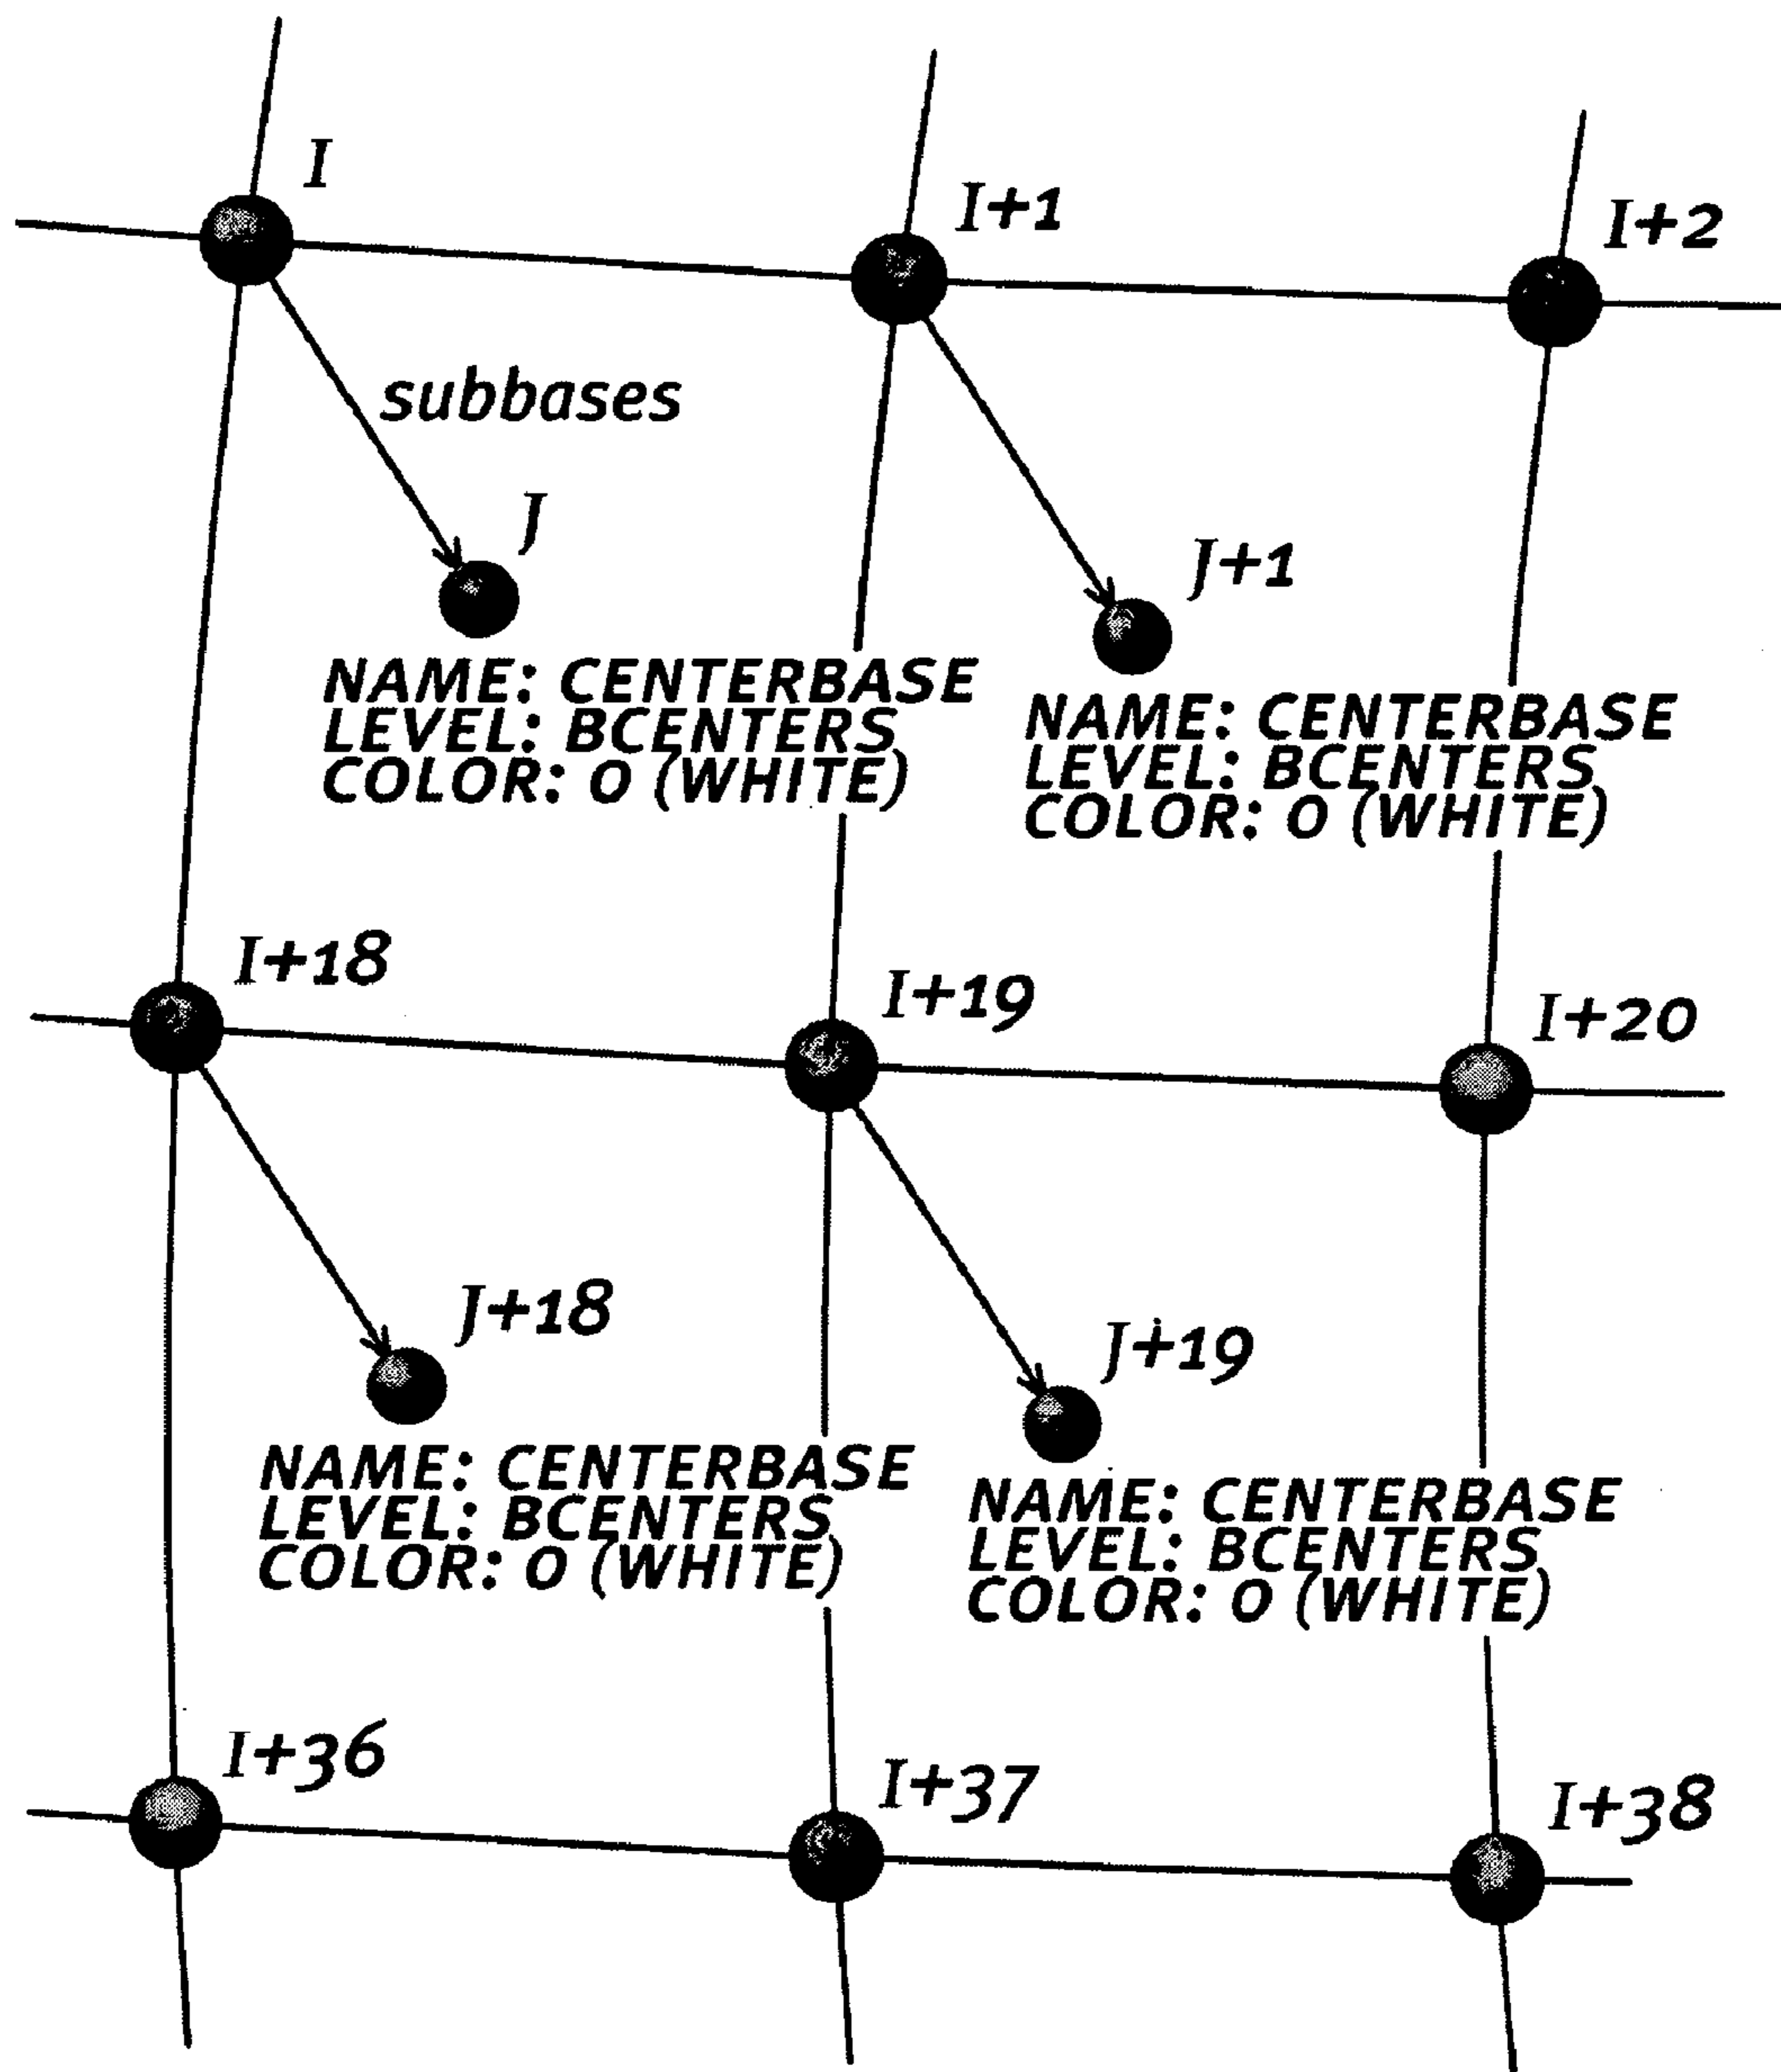 I
I+1
I+2
subbases
J
J+1
NAME: CENTERBASE
LEVEL: BCENTERS
COLOR: 0 (WHITE)
NAME: CENTERBASE
LEVEL: BCENTERS
COLOR: 0 (WHITE)
I+18
I+19
I+20
J+18
J+19
NAME: CENTERBASE
LEVEL: BCENTERS
COLOR: 0 (WHITE)
NAME: CENTERBASE
LEVEL: BCENTERS
COLOR: 0 (WHITE)
I+36
I+37
I+38